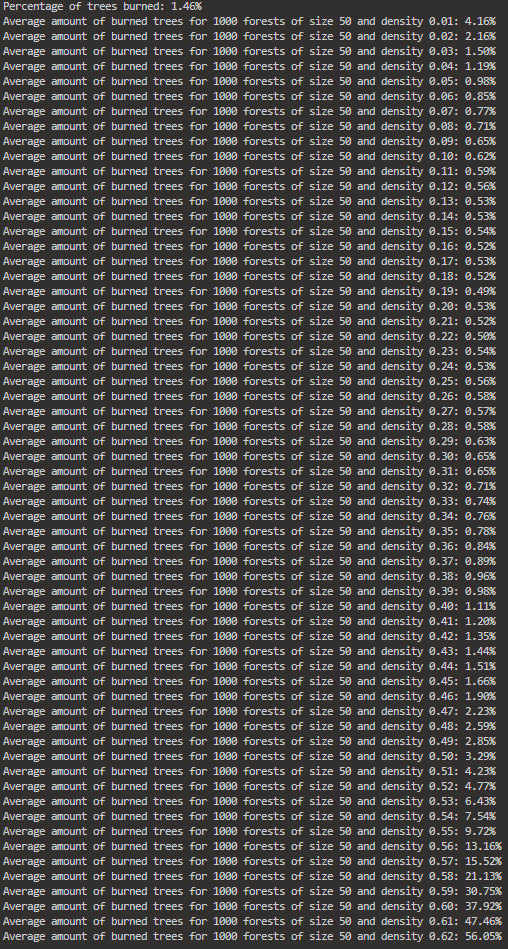 Percentage of trees burned: 1.46%
Average amount of burned trees for 1000 forests of size 50 and density 0.01: 4.16%
Average amount of burned trees for 1000 forests of size 50 and density 0.02: 2.16%
Average amount of burned trees for 1000 forests of size 50 and density 0.03: 1.50%
Average amount of burned trees for 1000 forests of size 50 and density 0.04: 1.19%
Average amount of burned trees for 1000 forests of size 50 and density 0.05: 0.98%
Average amount of burned trees for 1000 forests of size 50 and density 0.06: 0.85%
Average amount of burned trees for 1000 forests of size 50 and density 0.07: 0.77%
Average amount of burned trees for 1000 forests of size 50 and density 0.08: 0.71%
Average amount of burned trees for 1000 forests of size 50 and density 0.09: 0.65%
Average amount of burned trees for 1000 forests of size 50 and density 0.10: 0.62%
Average amount of burned trees for 1000 forests of size 50 and density 0.11: 0.59%
Average amount of burned trees for 1000 forests of size 50 and density 0.12: 0.56%
Average amount of burned trees for 1000 forests of size 50 and density 0.13: 0.53%
Average amount of burned trees for 1000 forests of size 50 and density 0.14: 0.53%
Average amount of burned trees for 1000 forests of size 50 and density 0.15: 0.54%
Average amount of burned trees for 1000 forests of size 50 and density 0.16: 0.52%
Average amount of burned trees for 1000 forests of size 50 and density 0.17: 0.53%
Average amount of burned trees for 1000 forests of size 50 and density 0.18: 0.52%
Average amount of burned trees for 1000 forests of size 50 and density 0.19: 0.49%
Average amount of burned trees for 1000 forests of size 50 and density 0.20: 0.53%
Average amount of burned trees for 1000 forests of size 50 and density 0.21: 0.52%
Average amount of burned trees for 1000 forests of size 50 and density 0.22: 0.50%
Average amount of burned trees for 1000 forests of size 50 and density 0.23: 0.54%
Average amount of burned trees for 1000 forests of size 50 and density 0.24: 0.53%
Average amount of burned trees for 1000 forests of size 50 and density 0.25: 0.56%
Average amount of burned trees for 1000 forests of size 50 and density 0.26: 0.58%
Average amount of burned trees for 1000 forests of size 50 and density 0.27: 0.57%
Average amount of burned trees for 1000 forests of size 50 and density 0.28: 0.58%
Average amount of burned trees for 1000 forests of size 50 and density 0.29: 0.63%
Average amount of burned trees for 1000 forests of size 50 and density 0.30: 0.65%
Average amount of burned trees for 1000 forests of size 50 and density 0.31: 0.65%
Average amount of burned trees for 1000 forests of size 50 and density 0.32: 0.71%
Average amount of burned trees for 1000 forests of size 50 and density 0.33: 0.74%
Average amount of burned trees for 1000 forests of size 50 and density 0.34: 0.76%
Average amount of burned trees for 1000 forests of size 50 and density 0.35: 0.78%
Average amount of burned trees for 1000 forests of size 50 and density 0.36: 0.84%
Average amount of burned trees for 1000 forests of size 50 and density 0.37: 0.89%
Average amount of burned trees for 1000 forests of size 50 and density 0.38: 0.96%
Average amount of burned trees for 1000 forests of size 50 and density 0.39: 0.98%
Average amount of burned trees for 1000 forests of size 50 and density 0.40: 1.11%
Average amount of burned trees for 1000 forests of size 50 and density 0.41: 1.20%
Average amount of burned trees for 1000 forests of size 50 and density 0.42: 1.35%
Average amount of burned trees for 1000 forests of size 50 and density 0.43: 1.44%
Average amount of burned trees for 1000 forests of size 50 and density 0.44: 1.51%
Average amount of burned trees for 1000 forests of size 50 and density 0.45: 1.66%
Average amount of burned trees for 1000 forests of size 50 and density 0.46: 1.90%
Average amount of burned trees for 1000 forests of size 50 and density 0.47: 2.23%
Average amount of burned trees for 1000 forests of size 50 and density 0.48: 2.59%
Average amount of burned trees for 1000 forests of size 50 and density 0.49: 2.85%
Average amount of burned trees for 1000 forests of size 50 and density 0.50: 3.29%
Average amount of burned trees for 1000 forests of size 50 and density 0.51: 4.23%
Average amount of burned trees for 1000 forests of size 50 and density 0.52: 4.77%
Average amount of burned trees for 1000 forests of size 50 and density 0.53: 6.43%
Average amount of burned trees for 1000 forests of size 50 and density 0.54: 7.54%
Average amount of burned trees for 1000 forests of size 50 and density 0.55: 9.72%
Average amount of burned trees for 1000 forests of size 50 and density 0.56: 13.16%
Average amount of burned trees for 1000 forests of size 50 and density 0.57: 15.52%
Average amount of burned trees for 1000 forests of size 50 and density 0.58: 21.13%
Average amount of burned trees for 1000 forests of size 50 and density 0.59: 30.75%
Average amount of burned trees for 1000 forests of size 50 and density 0.60: 37.92%
Average amount of burned trees for 1000 forests of size 50 and density 0.61: 47.46%
Average amount of burned trees for 1000 forests of size 50 and density 0.62: 56.05%